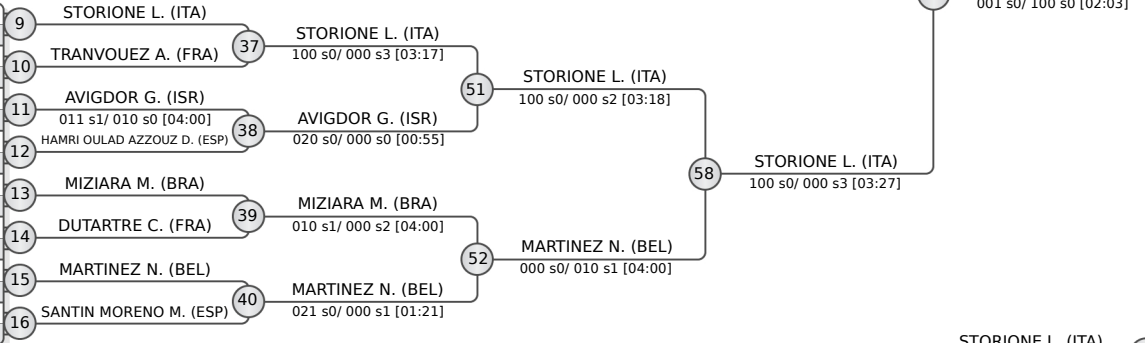 001 s0/ 100 s0 [02:03]
9
STORIONE L. (ITA)
10
TRANVOUEZ A. (FRA)
37
STORIONE L. (ITA)
100 s0/ 000 s3 [03:17]
11
AVIGDOR G. (ISR)
011 s1/ 010 s0 [04:00]
12
HAMRI OULAD AZZOUZ D. (ESP)
38
AVIGDOR G. (ISR)
020 s0/ 000 s0 [00:55]
51
STORIONE L. (ITA)
100 s0/ 000 s2 [03:18]
13
MIZIARA M. (BRA)
14
DUTARTRE C. (FRA)
39
MIZIARA M. (BRA)
010 s1/ 000 s2 [04:00]
15
MARTINEZ N. (BEL)
16
SANTIN MORENO M. (ESP)
40
MARTINEZ N. (BEL)
021 s0/ 000 s1 [01:21]
52
MARTINEZ N. (BEL)
000 s0/ 010 s1 [04:00]
58
STORIONE L. (ITA)
100 s0/ 000 s3 [03:27]
STORIONE L. (ITA)